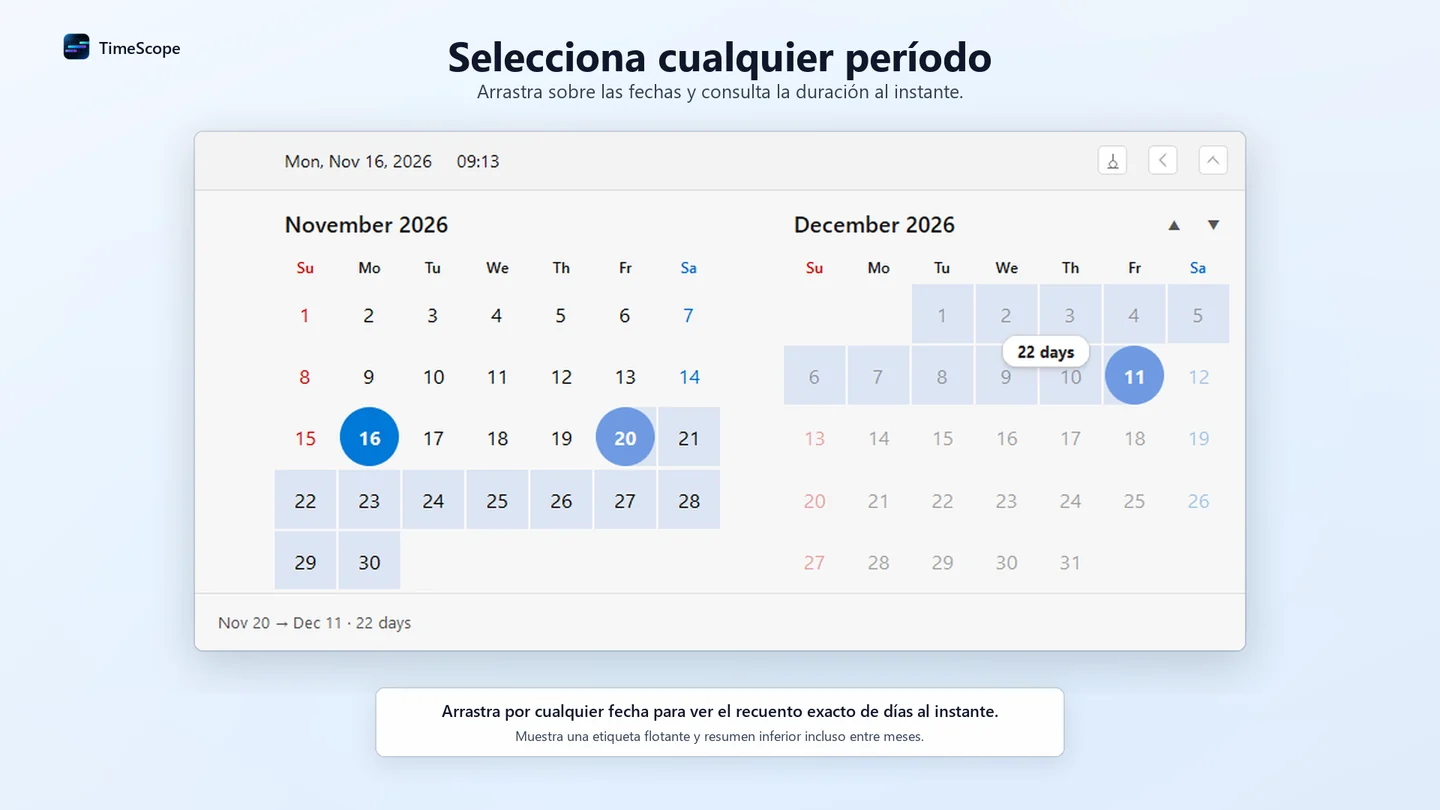 TimeScope
Selecciona cualquier período
Arrastra sobre las fechas y consulta la duración al instante.
Mon, Nov 16, 2026 09:13
November 2026
Su Mo Tu We Th Fr Sa
1 2 3 4 5 6 7
8 9 10 11 12 13 14
15 16 17 18 19 20 21
22 23 24 25 26 27 28
29 30
December 2026 ▲ ▼
Su Mo Tu We Th Fr Sa
1 2 3 4 5
22 days
6 7 8 9 10 11 12
13 14 15 16 17 18 19
20 21 22 23 24 25 26
27 28 29 30 31
Nov 20 → Dec 11 · 22 days
Arrastra por cualquier fecha para ver el recuento exacto de días al instante.
Muestra una etiqueta flotante y resumen inferior incluso entre meses.